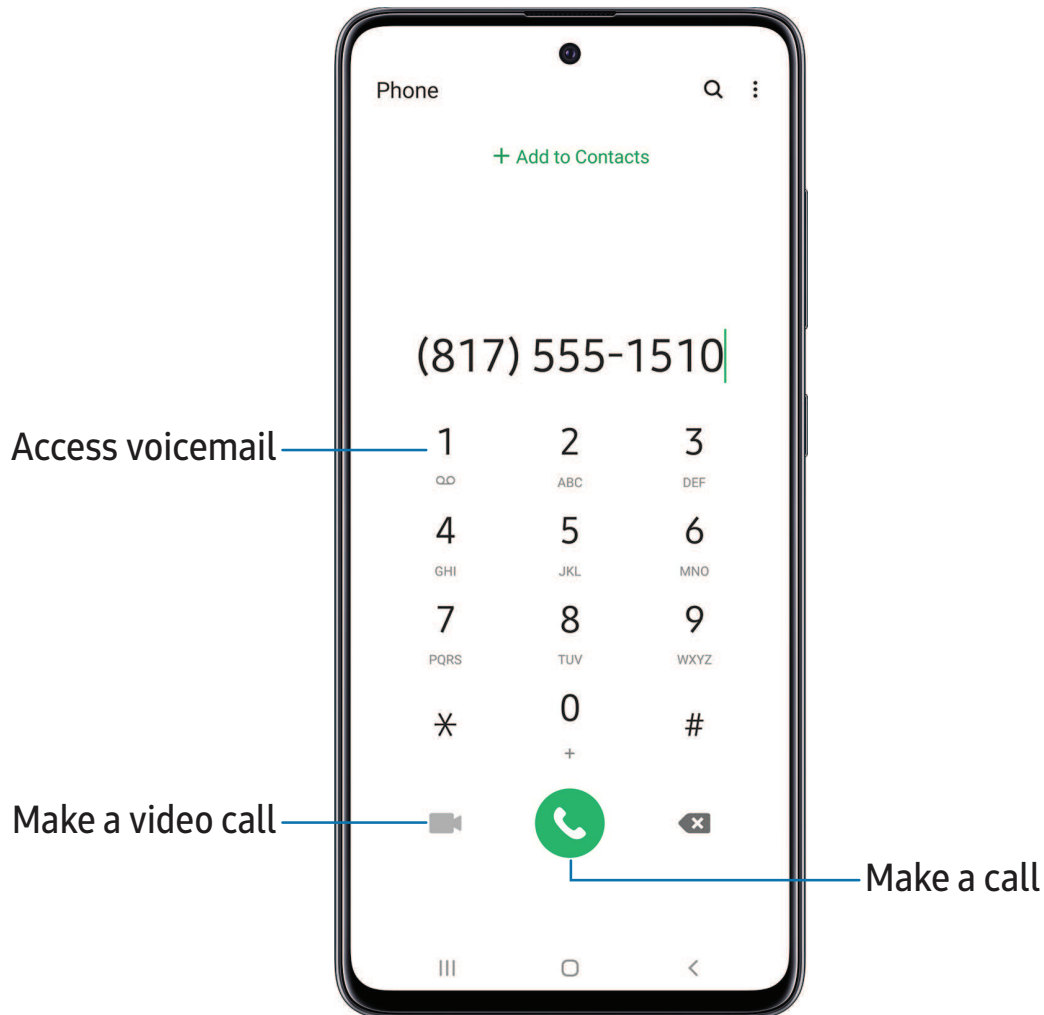 Phone
+ Add to Contacts
(817) 555-1510
Access voicemail
1 2 3
ABC DEF
4 5 6
GHI JKL MNO
7 8 9
PQRS TUV WXYZ
* 0 #
+
Make a video call
Make a call